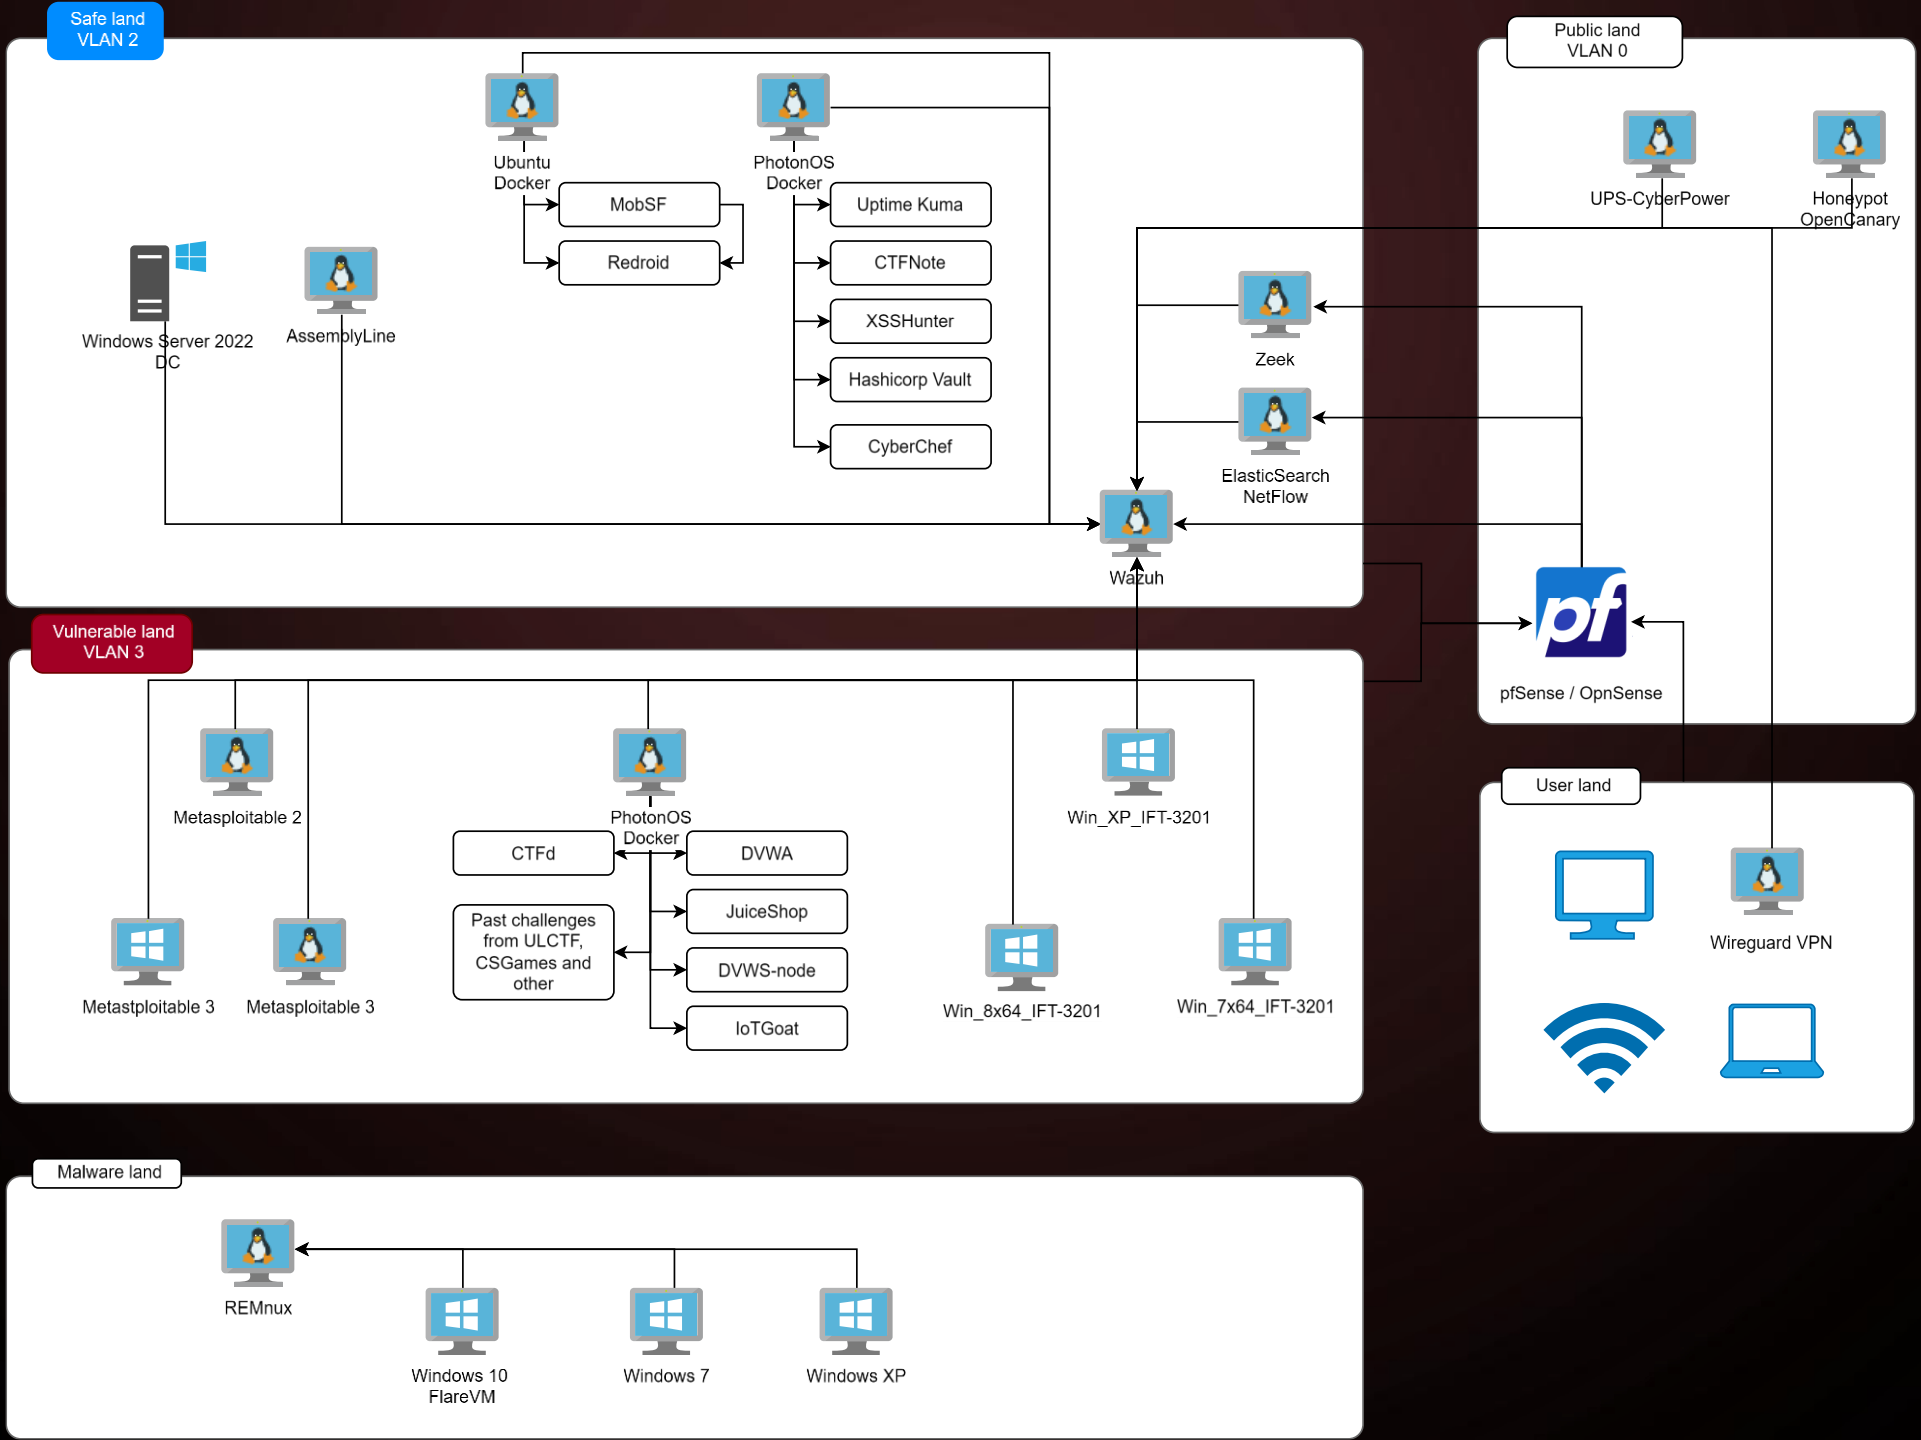 Safe land
VLAN 2
Ubuntu
Docker
MobSF
Redroid
PhotonOS
Docker
Uptime Kuma
CTFNote
XSSHunter
Hashicorp Vault
CyberChef
Windows Server 2022
DC
AssemblyLine
Zeek
ElasticSearch
NetFlow
Wazuh
Public land
VLAN 0
UPS-CyberPower
Honeypot
OpenCanary
pf
pfSense / OpnSense
Vulnerable land
VLAN 3
Metasploitable 2
Metastploitable 3
Metasploitable 3
PhotonOS
Docker
CTFd
Past challenges
from ULCTF,
CSGames and
other
DVWA
JuiceShop
DVWS-node
IoTGoat
Win_XP_IFT-3201
Win_8x64_IFT-3201
Win_7x64_IFT-3201
User land
Wireguard VPN
Malware land
REMnux
Windows 10
FlareVM
Windows 7
Windows XP